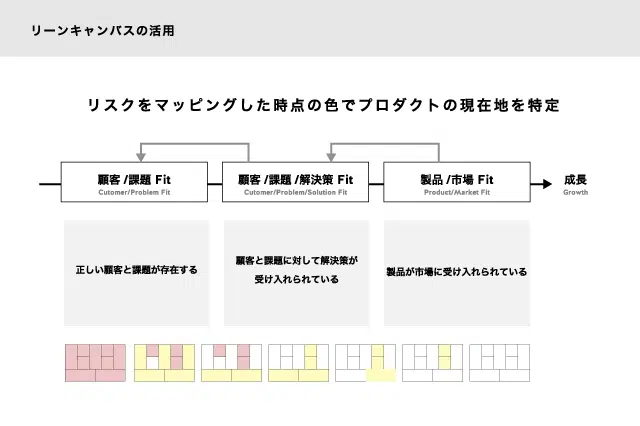 リーンキャンバスの活用
リスクをマッピングした時点の色でプロダクトの現在地を特定
顧客/課題 Fit
Cutomer/Problem Fit
顧客/課題/解決策 Fit
Cutomer/Problem/Solution Fit
製品/市場 Fit
Product/Market Fit
成長
Growth
正しい顧客と課題が存在する
顧客と課題に対して解決策が
受け入れられている
製品が市場に受け入れられている